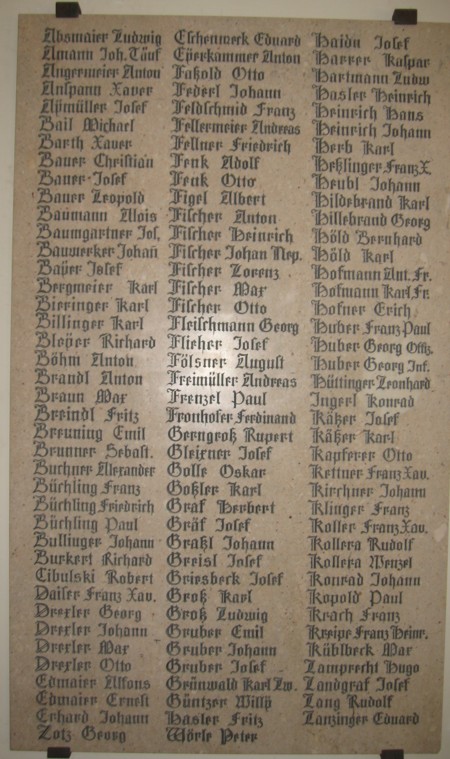 Absmaier Ludwig
Amann Joh. Täuf
Angermeier Anton
Anspann Xaver
Aßmüller Josef
Bail Michael
Barth Xaver
Bauer Christian
Bauer Josef
Bauer Leopold
Baumann Alois
Baumgartner Jos.
Bauwerker Johañ
Bayer Josef
Bergmeier Karl
Bieringer Karl
Billinger Karl
Bleyer Richard
Böhm Anton
Brandl Anton
Braun Max
Breindl Fritz
Breuning Emil
Brunner Sebast.
Buchner Alexander
Büchling Franz
Büchling Friedrich
Büchling Paul
Bullinger Johann
Burkert Richard
Cibulski Robert
Daiser Franz Xav.
Drexler Georg
Drexler Johann
Drexler Max
Drexler Otto
Edmaier Alfons
Edmaier Ernst
Erhard Johann
Lotz Georg
Eschenweck Eduard
Eyerkammer Anton
Faßold Otto
Federl Johann
Feldschmid Franz
Fellermeier Andreas
Fellner Friedrich
Fenk Adolf
Fenk Otto
Figel Albert
Fischer Anton
Fischer Heinrich
Fischer Johan Nep.
Fischer Lorenz
Fischer Max
Fischer Otto
Fleischmann Georg
Flieher Josef
Fölsner August
Freimüller Andreas
Frenzel Paul
Fronhofer Ferdinand
Gerngroß Rupert
Gleixner Josef
Golle Oskar
Goßler Karl
Graf Herbert
Gräf Josef
Graßl Johann
Greisl Josef
Griesbeck Josef
Groß Karl
Groß Ludwig
Gruber Emil
Gruber Johann
Gruber Josef
Grünwald Karl Lw.
Güntzer Willy
Hasler Fritz
Wörle Peter
Haidn Josef
Harrer Kaspar
Hartmann Ludw
Hasler Heinrich
Heinrich Hans
Heinrich Johann
Herb Karl
Heßlinger Franz X.
Heubl Johann
Hildebrand Karl
Hillebrand Georg
Höld Bernhard
Höld Karl
Hofmann Ant. Fr.
Hofmann Karl Fr.
Hofner Erich
Huber Franz Paul
Huber Georg Offiz.
Huber Georg Inf.
Hüttinger Leonhard
Ingerl Konrad
Käßer Josef
Käßer Karl
Kapferer Otto
Kettner Franz Xav.
Kirchner Johann
Klinger Franz
Koller Franz Xav.
Kollera Rudolf
Kollera Wenzel
Konrad Johann
Kopold Paul
Krach Franz
Kreipe Franz Heinr.
Küblbeck Max
Lamprecht Hugo
Landgraf Josef
Lang Rudolf
Lanzinger Eduard